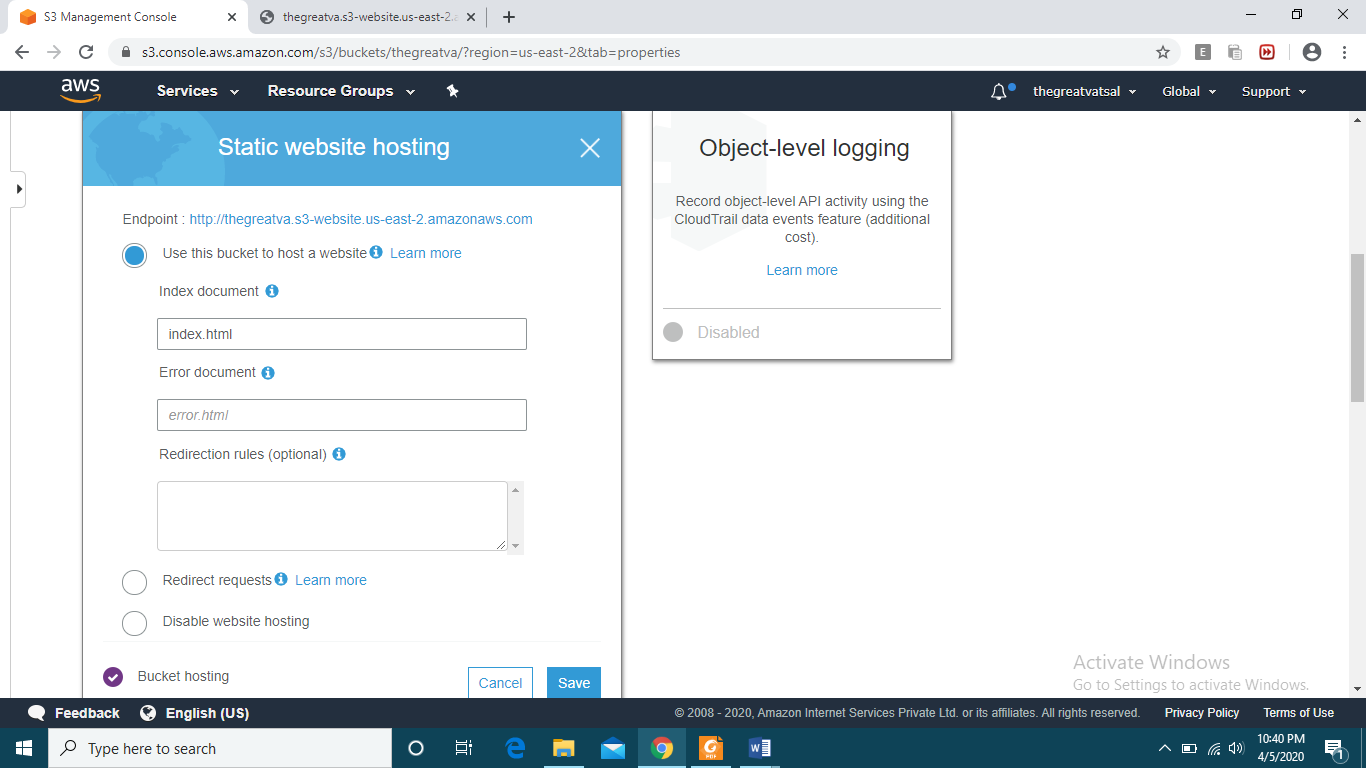 S3 Management Console
thegreatva.s3-website.us-east-2.a
s3.console.aws.amazon.com/s3/buckets/thegreatva/?region=us-east-2&tab=properties
E
aws
Services
Resource Groups
thegreatvatsal
Global
Support
Static website hosting
Endpoint : http://thegreatva.s3-website.us-east-2.amazonaws.com
Use this bucket to host a website
Learn more
Index document
index.html
Error document
error.html
Redirection rules (optional)
Redirect requests
Learn more
Disable website hosting
Bucket hosting
Cancel
Save
Object-level logging
Record object-level API activity using the
CloudTrail data events feature (additional
cost).
Learn more
Disabled
Activate Windows
Go to Settings to activate Windows.
Feedback
English (US)
© 2008 - 2020, Amazon Internet Services Private Ltd. or its affiliates. All rights reserved.
Privacy Policy
Terms of Use
Type here to search
10:40 PM
4/5/2020
1